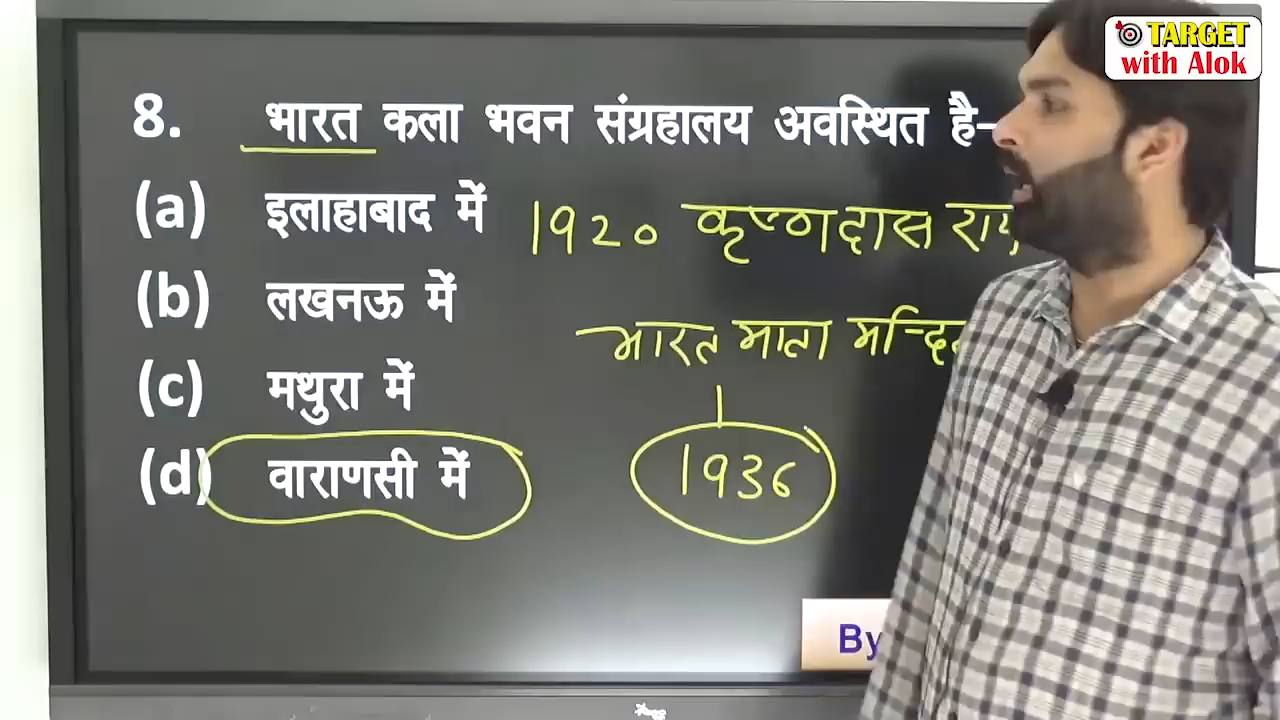 TARGET
with Alok
8. भारत कला भवन संग्रहालय अवस्थित है-
(a) इलाहाबाद में
1920 कृष्णदास राय
(b) लखनऊ में
भारत माता मन्दिर
(c) मथुरा में
(d) वाराणसी में
1936
By